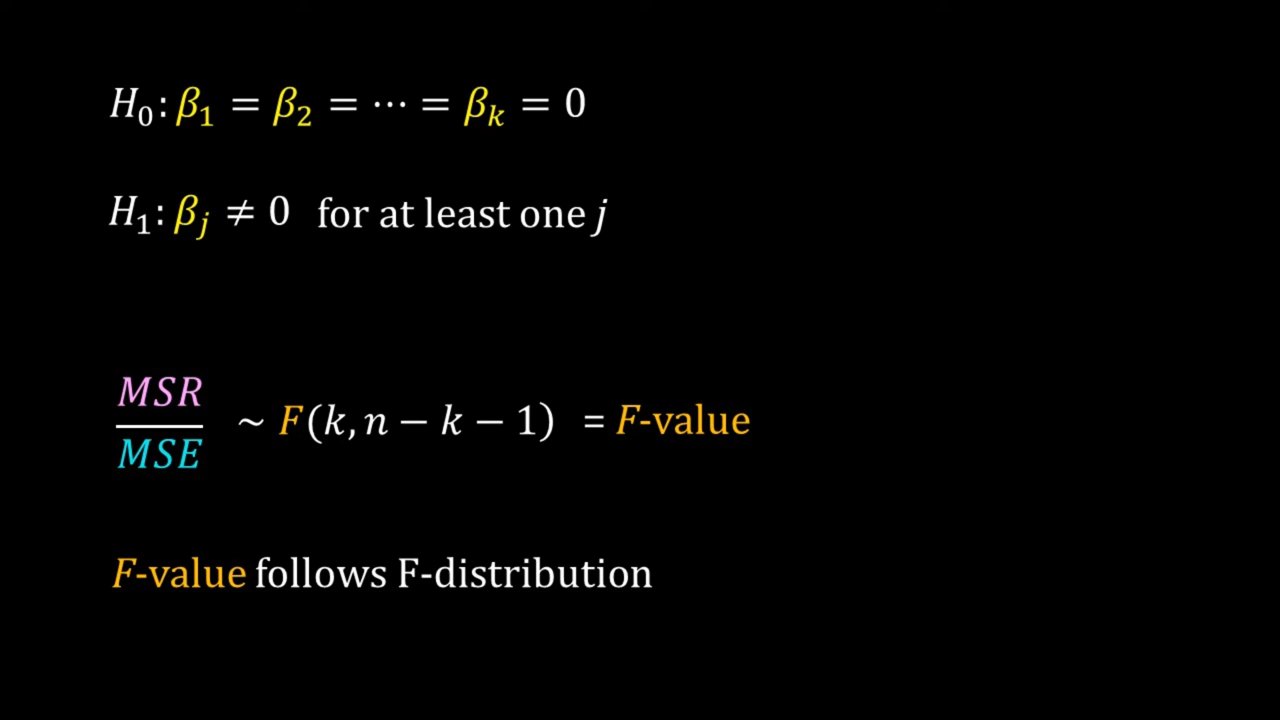 H₀: β₁ = β₂ = ⋯ = βₖ = 0
H₁: βⱼ ≠ 0 for at least one j
MSR
MSE
~ F(k, n − k − 1) = F-value
F-value follows F-distribution